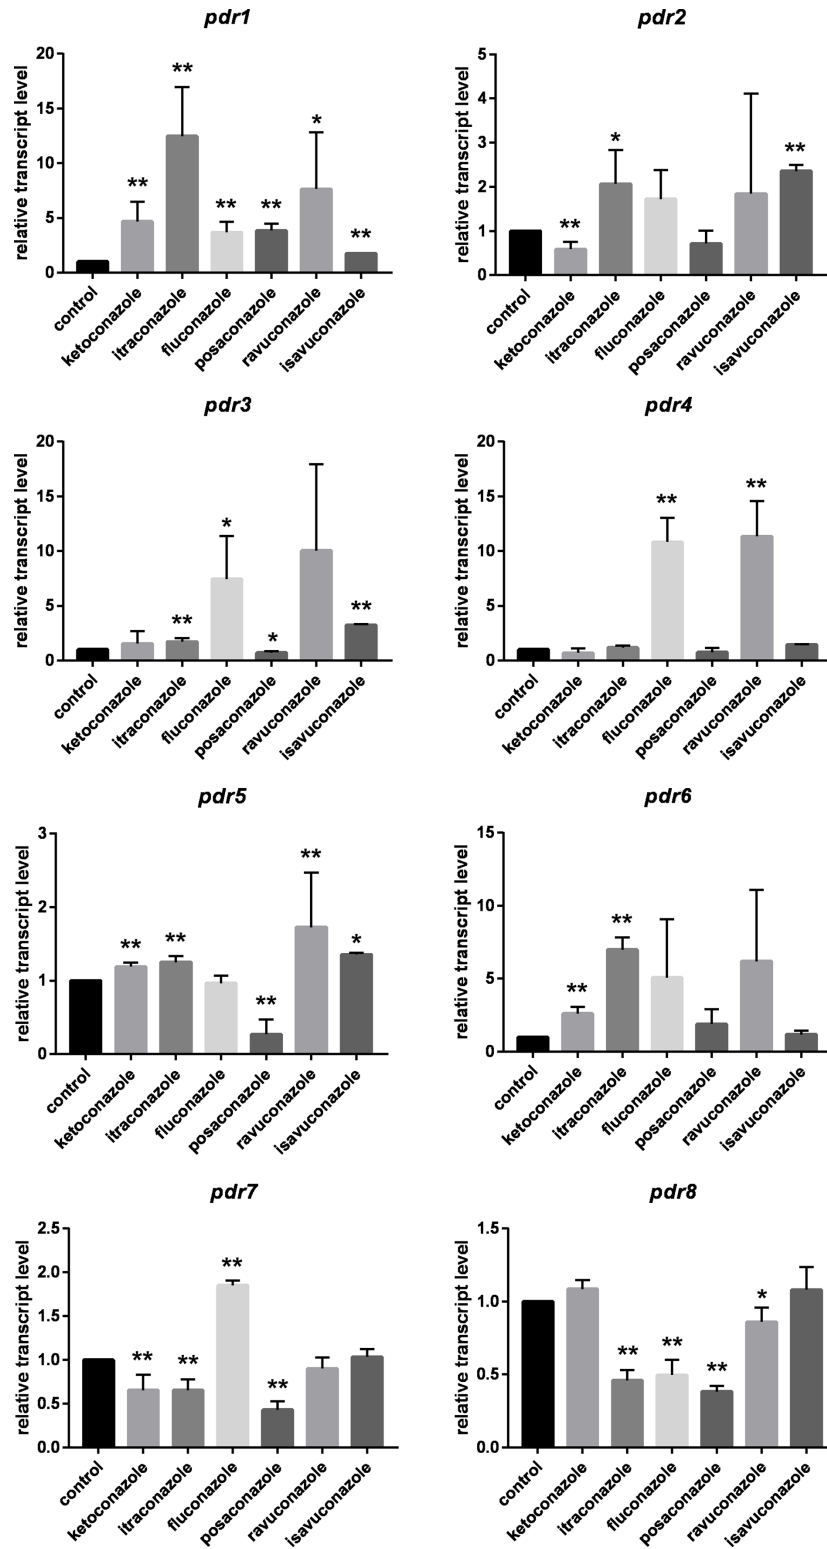 pdr1
relative transcript level
20
15
10
5
0
** ** ** ** * **
control ketoconazole itraconazole fluconazole posaconazole ravuconazole isavuconazole
pdr2
relative transcript level
5
4
3
2
1
0
** * **
control ketoconazole itraconazole fluconazole posaconazole ravuconazole isavuconazole
pdr3
relative transcript level
20
15
10
5
0
** * * **
control ketoconazole itraconazole fluconazole posaconazole ravuconazole isavuconazole
pdr4
relative transcript level
20
15
10
5
0
** **
control ketoconazole itraconazole fluconazole posaconazole ravuconazole isavuconazole
pdr5
relative transcript level
3
2
1
0
** ** ** ** *
control ketoconazole itraconazole fluconazole posaconazole ravuconazole isavuconazole
pdr6
relative transcript level
15
10
5
0
** **
control ketoconazole itraconazole fluconazole posaconazole ravuconazole isavuconazole
pdr7
relative transcript level
2.5
2.0
1.5
1.0
0.5
0.0
** ** ** **
control ketoconazole itraconazole fluconazole posaconazole ravuconazole isavuconazole
pdr8
relative transcript level
1.5
1.0
0.5
0.0
** ** ** *
control ketoconazole itraconazole fluconazole posaconazole ravuconazole isavuconazole